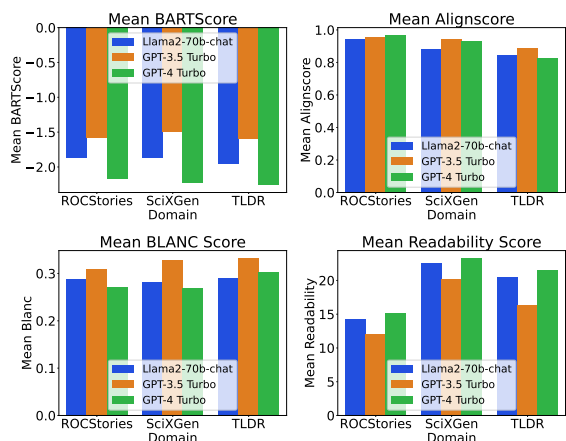 Mean BARTScore
Mean BARTScore
0.0
−0.5
−1.0
−1.5
−2.0
Llama2-70b-chat
GPT-3.5 Turbo
GPT-4 Turbo
ROCStories
SciXGen
TLDR
Domain
Mean Alignscore
Mean Alignscore
1.0
0.8
0.6
0.4
0.2
0.0
Llama2-70b-chat
GPT-3.5 Turbo
GPT-4 Turbo
ROCStories
SciXGen
TLDR
Domain
Mean BLANC Score
Mean Blanc
0.3
0.2
0.1
0.0
Llama2-70b-chat
GPT-3.5 Turbo
GPT-4 Turbo
ROCStories
SciXGen
TLDR
Domain
Mean Readability Score
Mean Readability
20
15
10
5
0
Llama2-70b-chat
GPT-3.5 Turbo
GPT-4 Turbo
ROCStories
SciXGen
TLDR
Domain